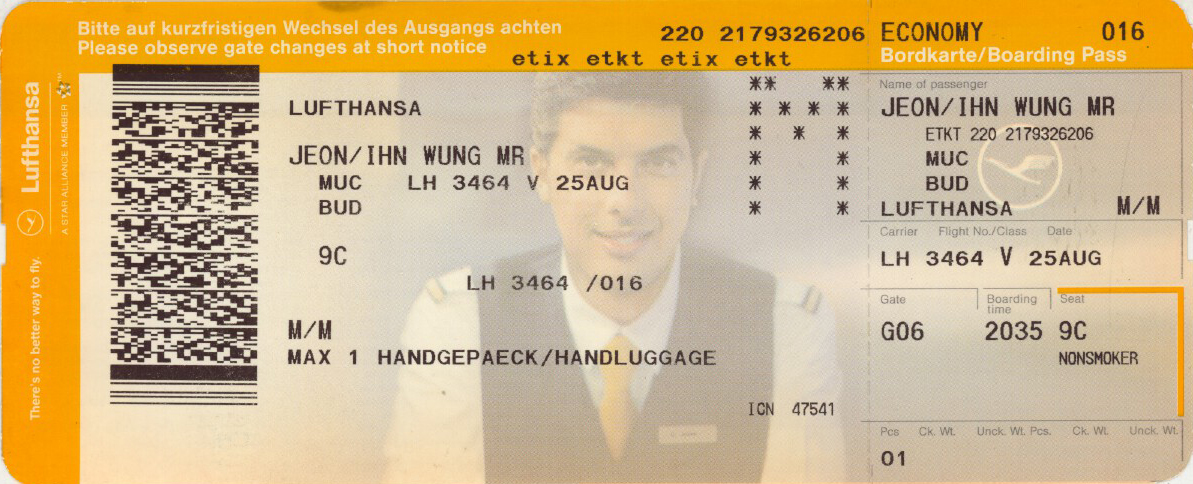 Bitte auf kurzfristigen Wechsel des Ausgangs achten
Please observe gate changes at short notice
220 2179326206
etix etkt etix etkt
Lufthansa
A STAR ALLIANCE MEMBER
There's no better way to fly.
** **
LUFTHANSA * * * *
* * *
JEON/IHN WUNG MR * *
MUC LH 3464 V 25AUG * *
BUD * *
9C
LH 3464 /016
M/M
MAX 1 HANDGEPAECK/HANDLUGGAGE
ICN 47541
ECONOMY 016
Bordkarte/Boarding Pass
Name of passenger
JEON/IHN WUNG MR
ETKT 220 2179326206
MUC
BUD
LUFTHANSA M/M
Carrier Flight No./Class Date
LH 3464 V 25AUG
Gate Boarding time Seat
G06 2035 9C
NONSMOKER
Pcs Ck. Wt. Unck. Wt. Pcs. Ck. Wt. Unck. Wt.
01